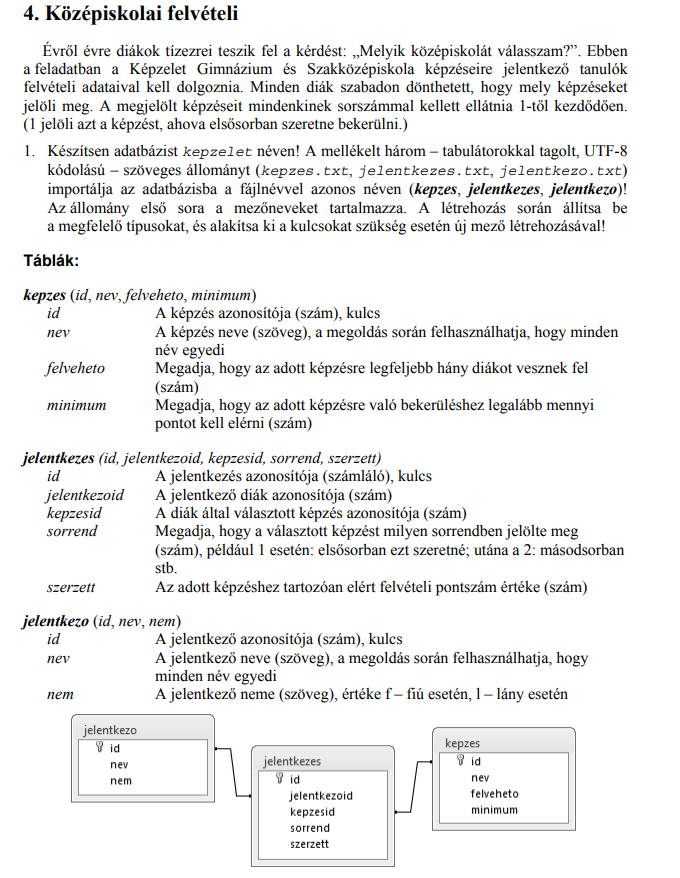 4. Középiskolai felvételi
Évről évre diákok tízezrei teszik fel a kérdést: „Melyik középiskolát válasszam?”. Ebben
a feladatban a Képzelet Gimnázium és Szakközépiskola képzéseire jelentkező tanulók
felvételi adataival kell dolgoznia. Minden diák szabadon dönthetett, hogy mely képzéseket
jelöli meg. A megjelölt képzéseit mindenkinek sorszámmal kellett ellátnia 1-től kezdődően.
(1 jelöli azt a képzést, ahova elsősorban szeretne bekerülni.)
1. Készítsen adatbázist kepzelet néven! A mellékelt három – tabulátorokkal tagolt, UTF-8
kódolású – szöveges állományt (kepzes.txt, jelentkezes.txt, jelentkezo.txt)
importálja az adatbázisba a fájlnévvel azonos néven (kepzes, jelentkezes, jelentkezo)!
Az állomány első sora a mezőneveket tartalmazza. A létrehozás során állítsa be
a megfelelő típusokat, és alakítsa ki a kulcsokat szükség esetén új mező létrehozásával!
Táblák:
kepzes (id, nev, felveheto, minimum)
id A képzés azonosítója (szám), kulcs
nev A képzés neve (szöveg), a megoldás során felhasználhatja, hogy minden
név egyedi
felveheto Megadja, hogy az adott képzésre legfeljebb hány diákot vesznek fel
(szám)
minimum Megadja, hogy az adott képzésre való bekerüléshez legalább mennyi
pontot kell elérni (szám)
jelentkezes (id, jelentkezoid, kepzesid, sorrend, szerzett)
id A jelentkezés azonosítója (számláló), kulcs
jelentkezoid A jelentkező diák azonosítója (szám)
kepzesid A diák által választott képzés azonosítója (szám)
sorrend Megadja, hogy a választott képzést milyen sorrendben jelölte meg
(szám), például 1 esetén: elsősorban ezt szeretné; utána a 2: másodsorban
stb.
szerzett Az adott képzéshez tartozóan elért felvételi pontszám értéke (szám)
jelentkezo (id, nev, nem)
id A jelentkező azonosítója (szám), kulcs
nev A jelentkező neve (szöveg), a megoldás során felhasználhatja, hogy
minden név egyedi
nem A jelentkező neme (szöveg), értéke f – fiú esetén, l – lány esetén
jelentkezo
id
nev
nem
jelentkezes
id
jelentkezoid
kepzesid
sorrend
szerzett
kepzes
id
nev
felveheto
minimum